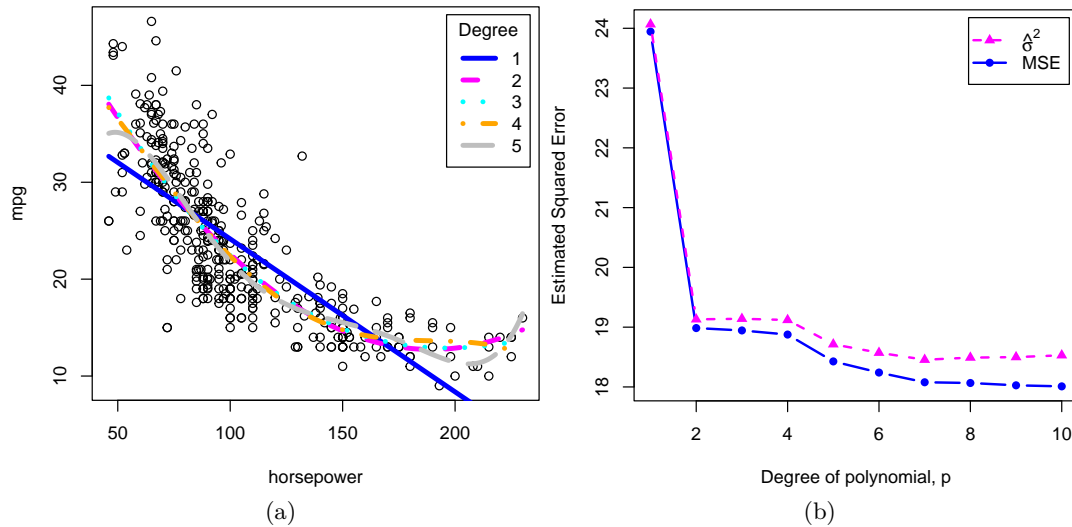 mpg
40
30
20
10
50
100
150
200
horsepower
Degree
1
2
3
4
5
(a)
Estimated Squared Error
24
23
22
21
20
19
18
2
4
6
8
10
Degree of polynomial, p
σ̂²
MSE
(b)